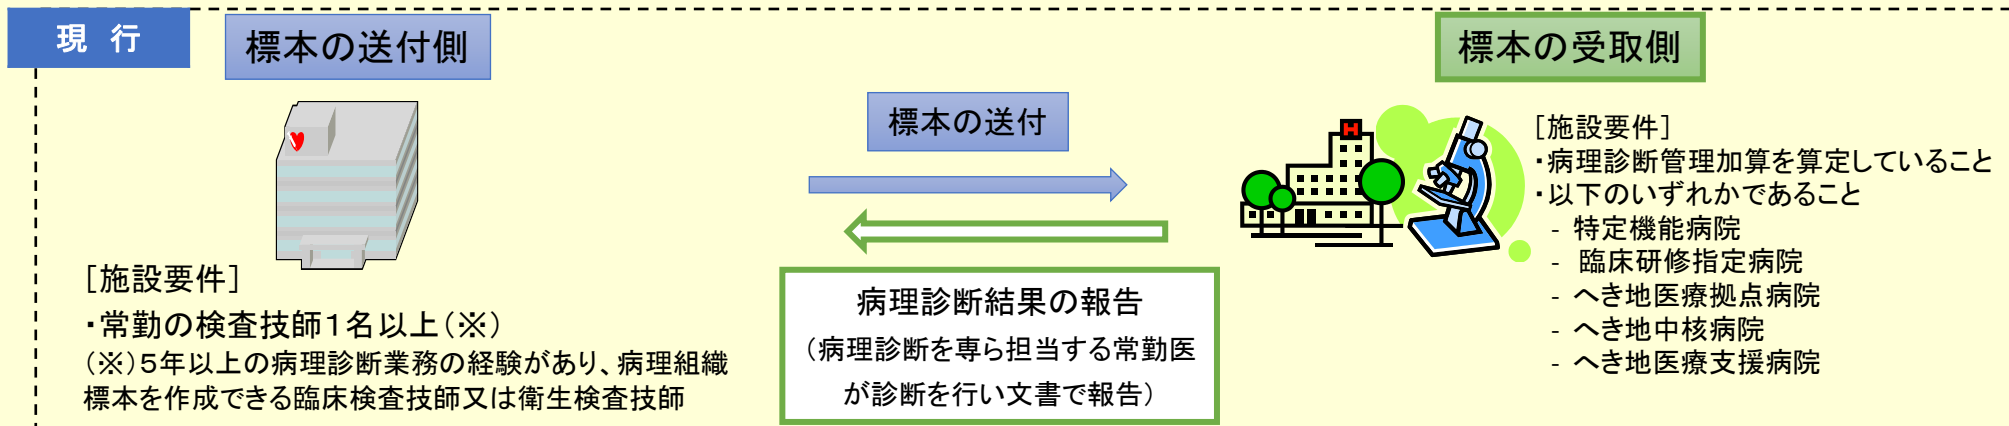 現 行
標本の送付側
標本の受取側
標本の送付
病理診断結果の報告
(病理診断を専ら担当する常勤医
が診断を行い文書で報告)
[施設要件]
・常勤の検査技師1名以上(※)
(※)5年以上の病理診断業務の経験があり、病理組織
標本を作成できる臨床検査技師又は衛生検査技師
H
[施設要件]
・病理診断管理加算を算定していること
・以下のいずれかであること
- 特定機能病院
- 臨床研修指定病院
- へき地医療拠点病院
- へき地中核病院
- へき地医療支援病院